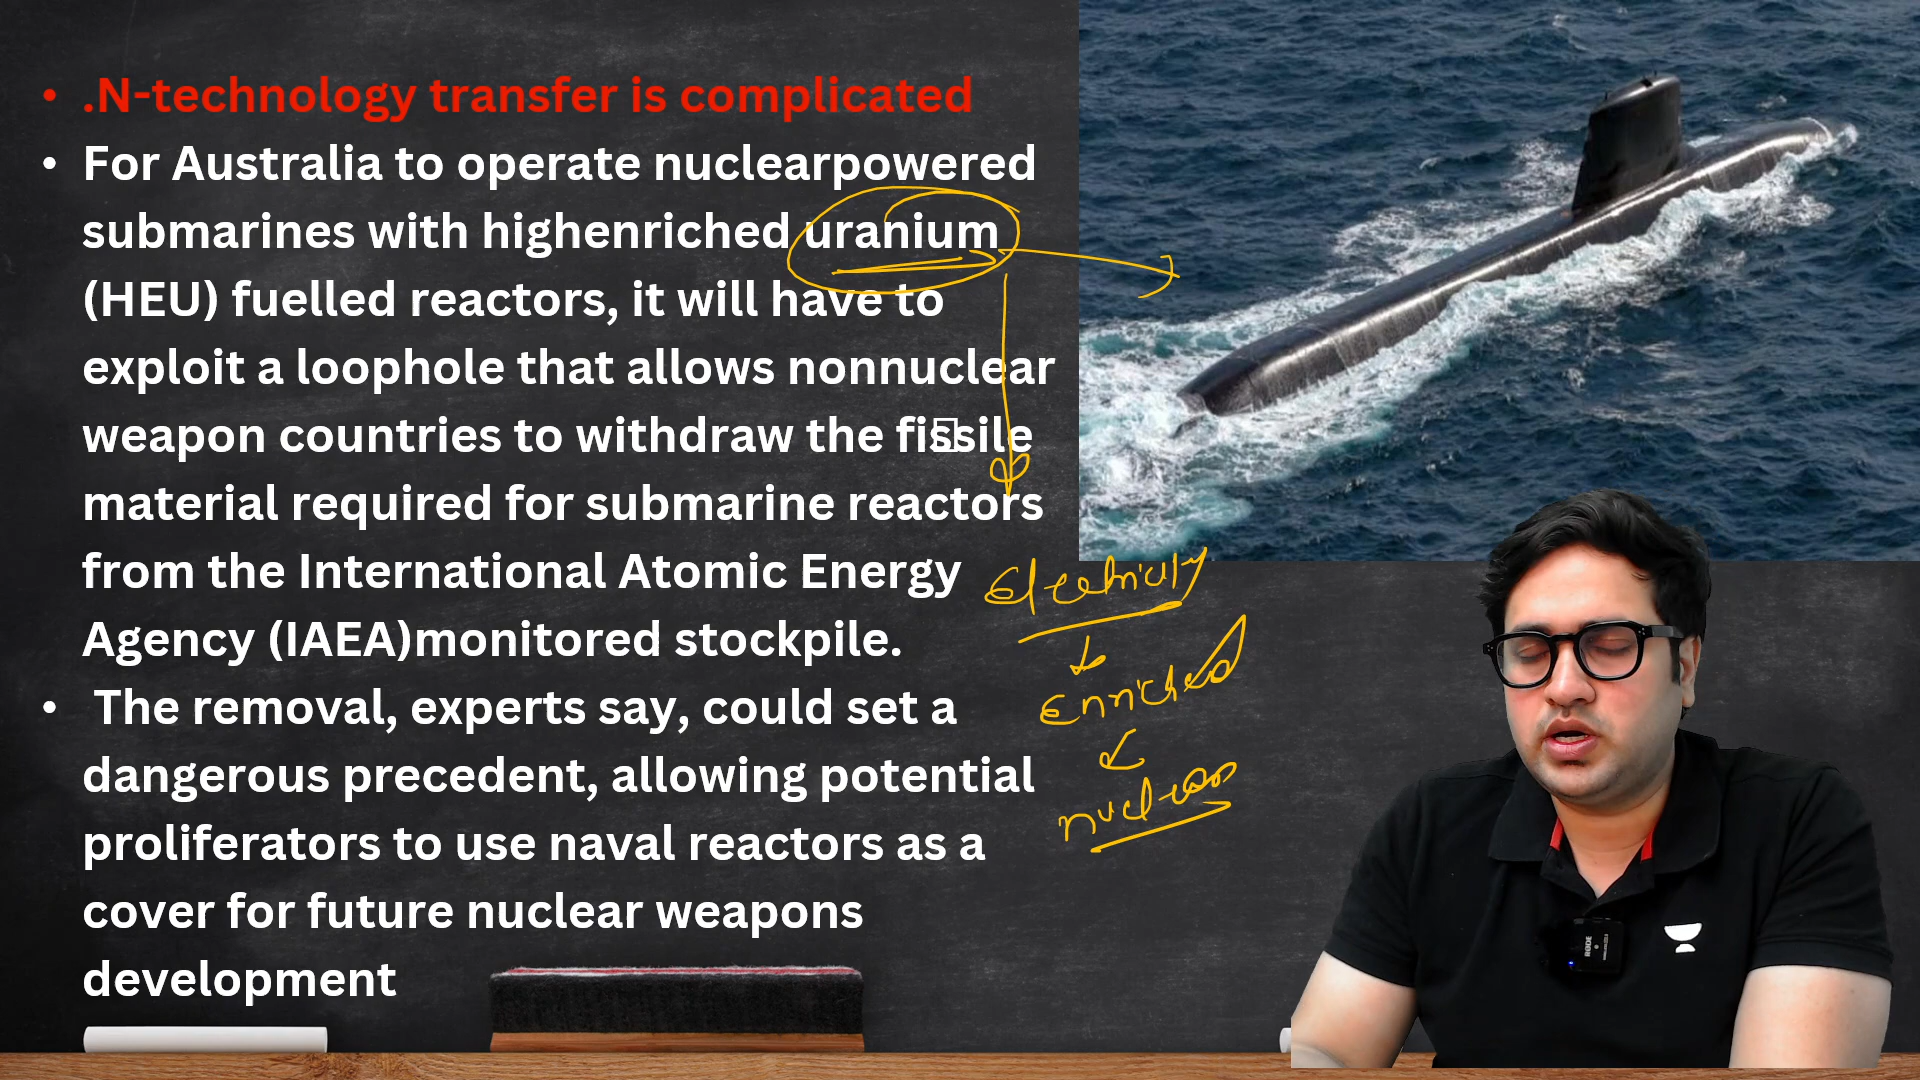 • .N-technology transfer is complicated
• For Australia to operate nuclearpowered
submarines with highenriched uranium
(HEU) fuelled reactors, it will have to
exploit a loophole that allows nonnuclear
weapon countries to withdraw the fissile
material required for submarine reactors
from the International Atomic Energy
Agency (IAEA)monitored stockpile.
• The removal, experts say, could set a
dangerous precedent, allowing potential
proliferators to use naval reactors as a
cover for future nuclear weapons
development
Electricity
Enriched
nuclear
RODE